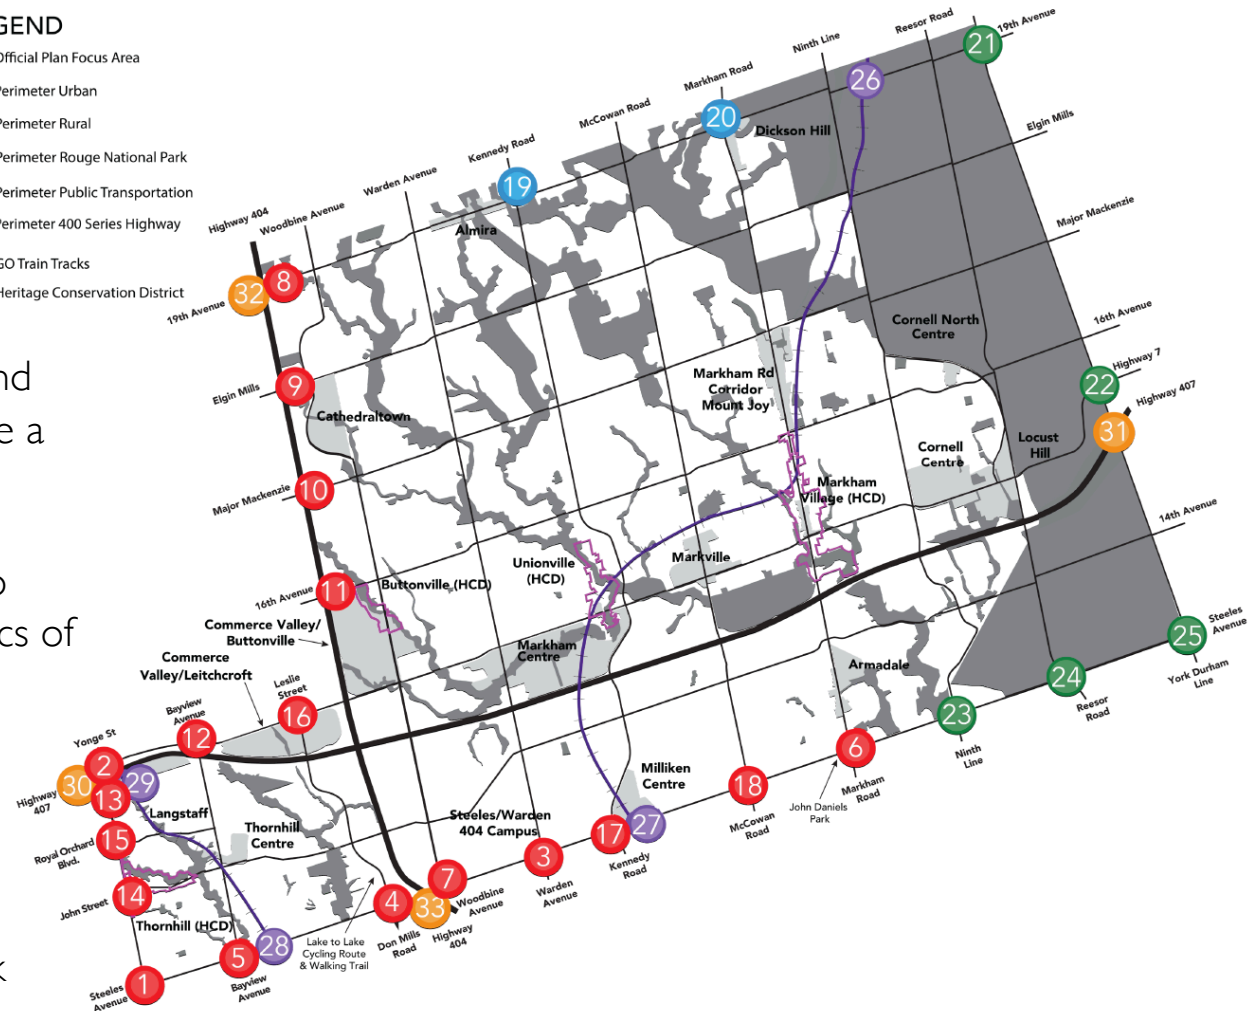 GEND
Official Plan Focus Area
Perimeter Urban
Perimeter Rural
Perimeter Rouge National Park
Perimeter Public Transportation
Perimeter 400 Series Highway
GO Train Tracks
Heritage Conservation District
nd
e a
cs of
Reesor Road
19th Avenue
21
Ninth Line
26
Markham Road
20
Dickson Hill
Elgin Mills
McCowan Road
Kennedy Road
19
Warden Avenue
Almira
Highway 404
Woodbine Avenue
32
8
19th Avenue
Major Mackenzie
Cornell North
Centre
16th Avenue
Highway 7
22
Highway 407
31
Elgin Mills
9
Cathedraltown
Markham Rd
Corridor
Mount Joy
Cornell
Centre
Locust
Hill
Major Mackenzie
10
Markham
Village (HCD)
14th Avenue
Unionville
(HCD)
Markville
16th Avenue
11
Buttonville (HCD)
Commerce Valley/
Buttonville
Commerce
Valley/Leitchcroft
Markham
Centre
Armadale
25
Steeles
Avenue
York Durham
Line
24
Reesor
Road
23
Ninth
Line
Leslie
Street
16
Bayview
Avenue
12
Yonge St
2
30
29
Highway
407
13
Langstaff
Royal Orchard
Blvd.
15
Thornhill
Centre
Steeles/Warden
404 Campus
Milliken
Centre
6
Markham
Road
John Daniels
Park
18
McCowan
Road
17
27
Kennedy
Road
3
Warden
Avenue
7
Woodbine
Avenue
4
33
Don Mills
Road
Highway
404
John Street
14
Thornhill (HCD)
Lake to Lake
Cycling Route
& Walking Trail
5
28
Bayview
Avenue
Steeles
Avenue
1